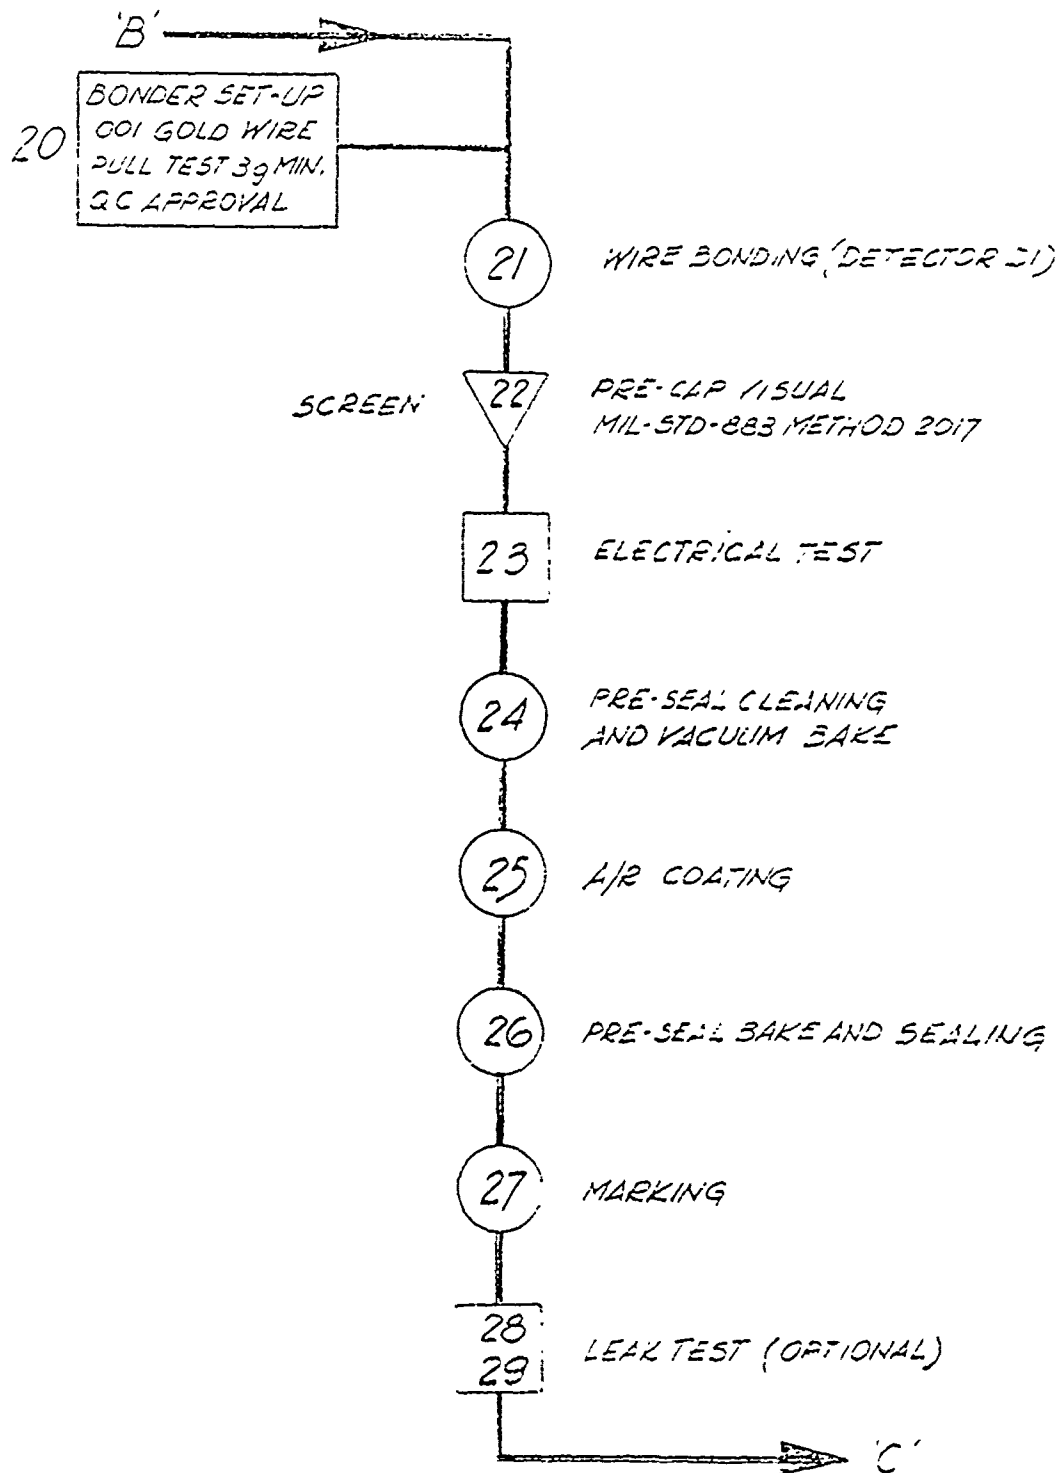 'B'
20
BONDER SET-UP
001 GOLD WIRE
PULL TEST 3g MIN.
QC APPROVAL
21
WIRE BONDING (DETECTOR D1)
SCREEN
22
PRE-CAP VISUAL
MIL-STD-883 METHOD 2017
23
ELECTRICAL TEST
24
PRE-SEAL CLEANING
AND VACUUM BAKE
25
A/R COATING
26
PRE-SEAL BAKE AND SEALING
27
MARKING
28
29
LEAK TEST (OPTIONAL)
'C'